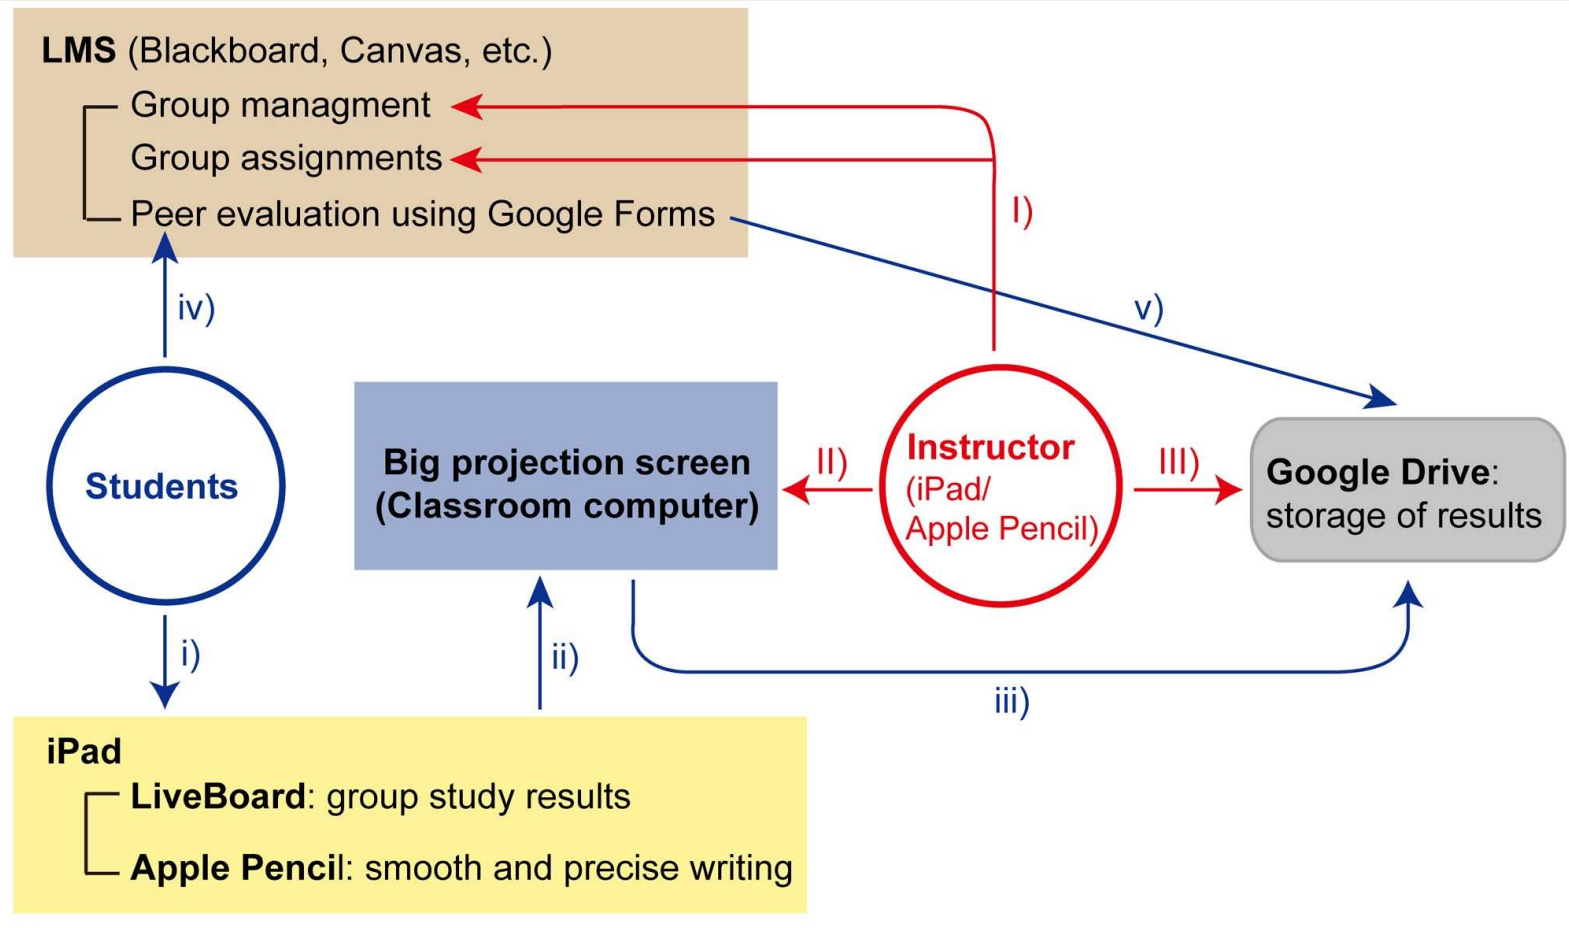 LMS (Blackboard, Canvas, etc.)
Group managment
Group assignments
Peer evaluation using Google Forms
I)
iv)
v)
Students
Big projection screen
(Classroom computer)
II)
Instructor
(iPad/
Apple Pencil)
III)
Google Drive:
storage of results
i)
ii)
iii)
iPad
LiveBoard: group study results
Apple Pencil: smooth and precise writing